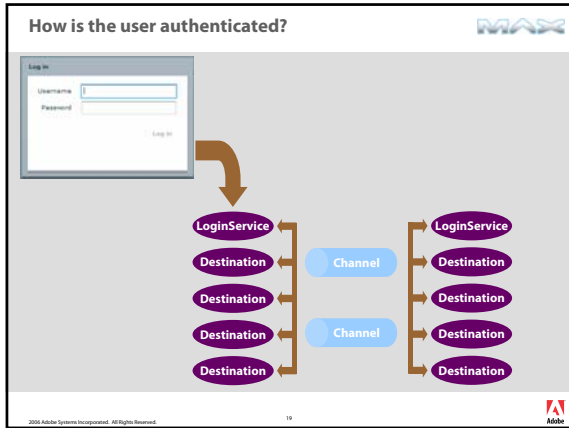 How is the user authenticated?
MAX
Log In
Username
Password
Log In
LoginService
LoginService
Destination
Channel
Destination
Destination
Destination
Destination
Channel
Destination
Destination
Destination
2006 Adobe Systems Incorporated. All Rights Reserved.
19
Adobe